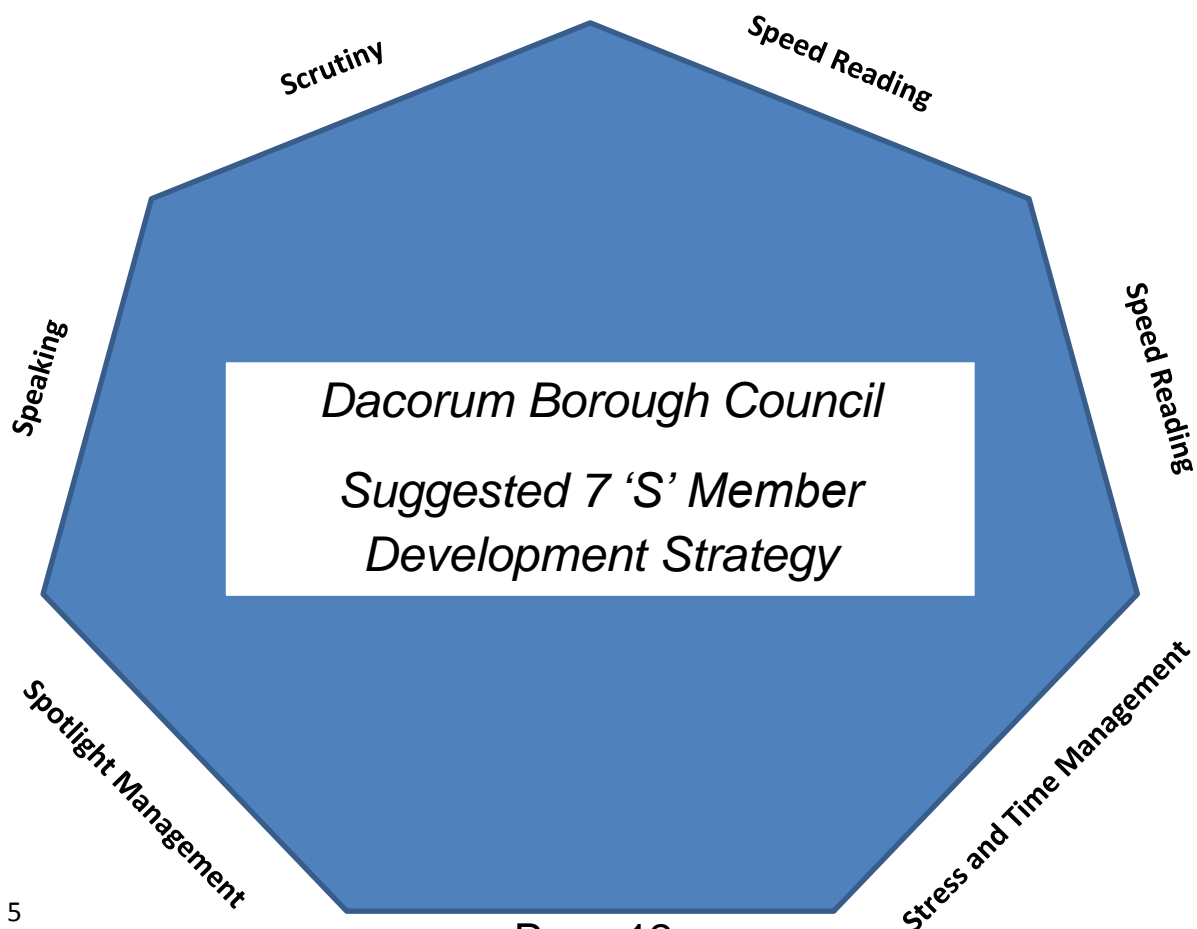 Scrutiny
Speed Reading
Speaking
Speed Reading
Dacorum Borough Council
Suggested 7 ‘S’ Member
Development Strategy
Spotlight Management
Stress and Time Management
5